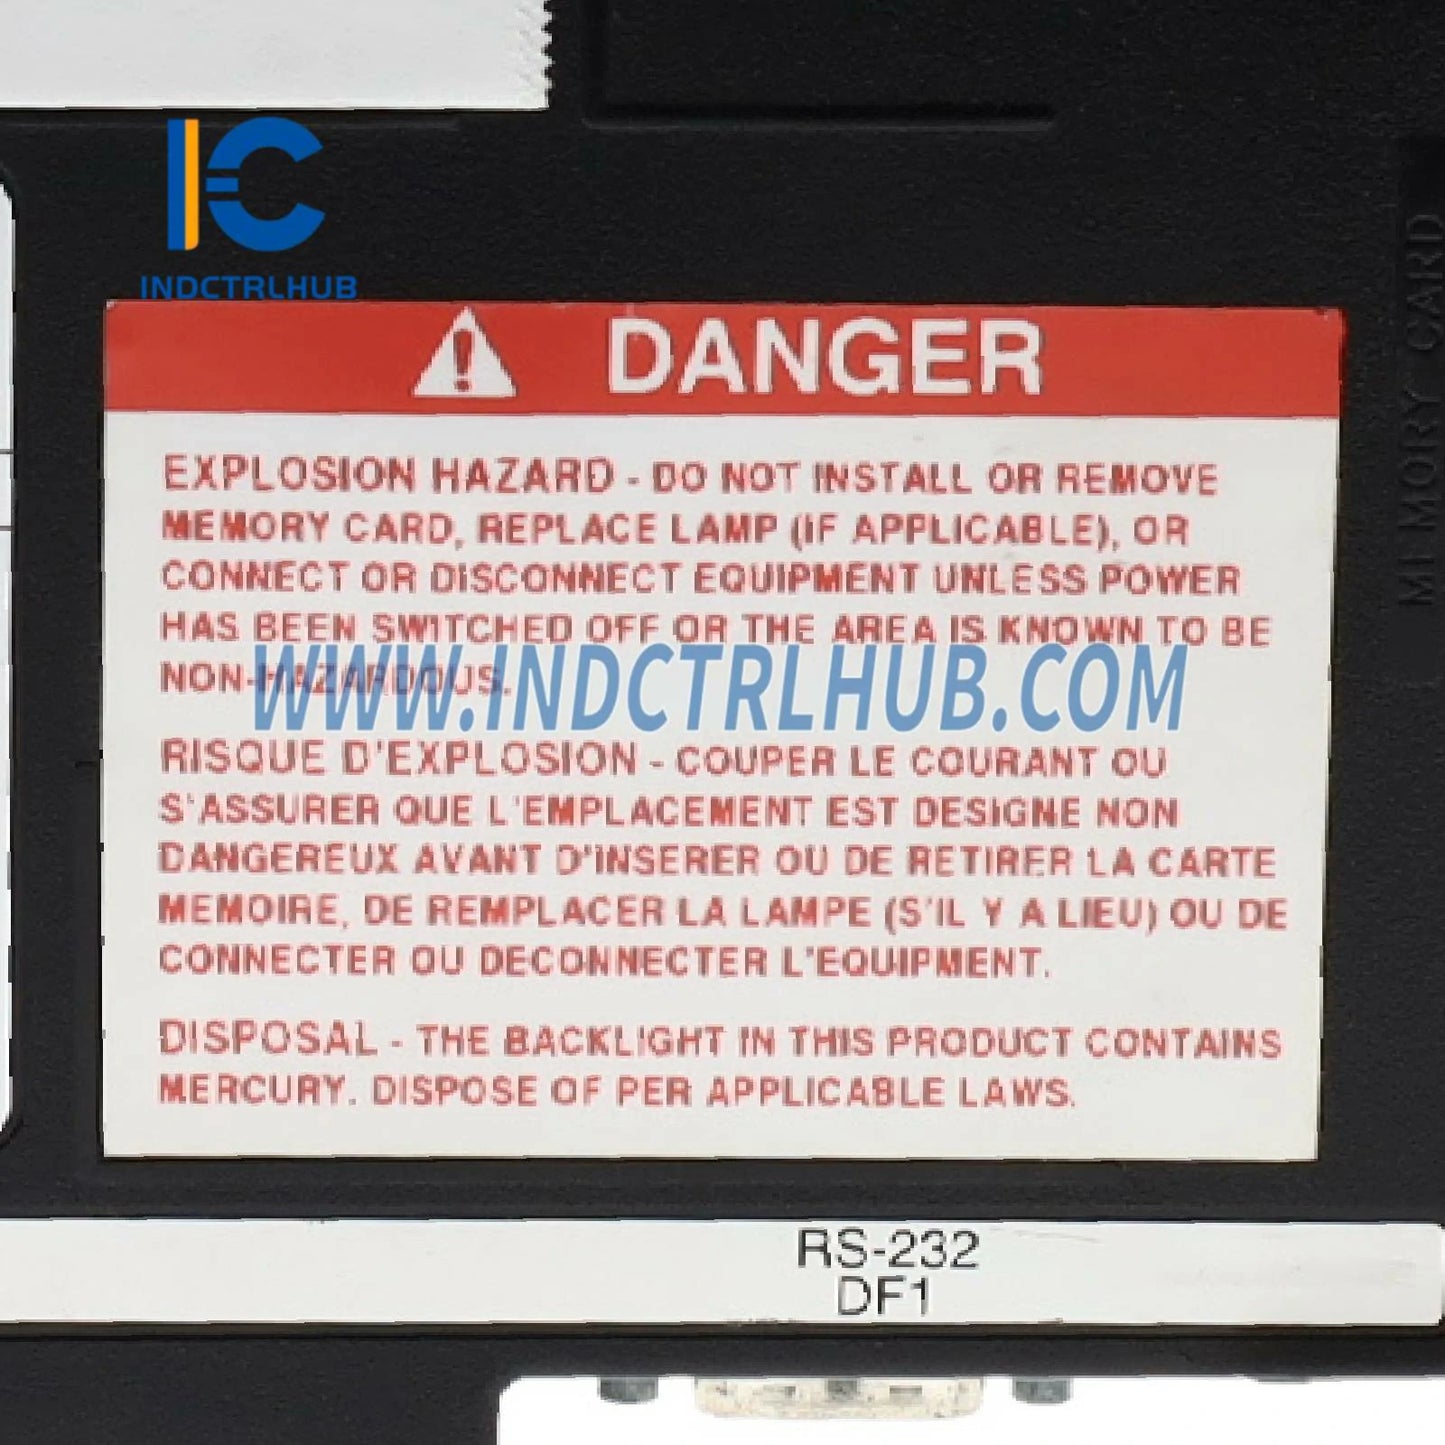 INDCTRLHUB
DANGER
EXPLOSION HAZARD - DO NOT INSTALL OR REMOVE
MEMORY CARD, REPLACE LAMP (IF APPLICABLE), OR
CONNECT OR DISCONNECT EQUIPMENT UNLESS POWER
HAS BEEN SWITCHED OFF OR THE AREA IS KNOWN TO BE
NON-HAZARDOUS.
WWW.INDCTRLHUB.COM
RISQUE D'EXPLOSION - COUPER LE COURANT OU
S'ASSURER QUE L'EMPLACEMENT EST DESIGNE NON
DANGEREUX AVANT D'INSERER OU DE RETIRER LA CARTE
MEMOIRE, DE REMPLACER LA LAMPE (S'IL Y A LIEU) OU DE
CONNECTER OU DECONNECTER L'EQUIPMENT.
DISPOSAL - THE BACKLIGHT IN THIS PRODUCT CONTAINS
MERCURY. DISPOSE OF PER APPLICABLE LAWS.
MEMORY CARD
RS-232
DF1